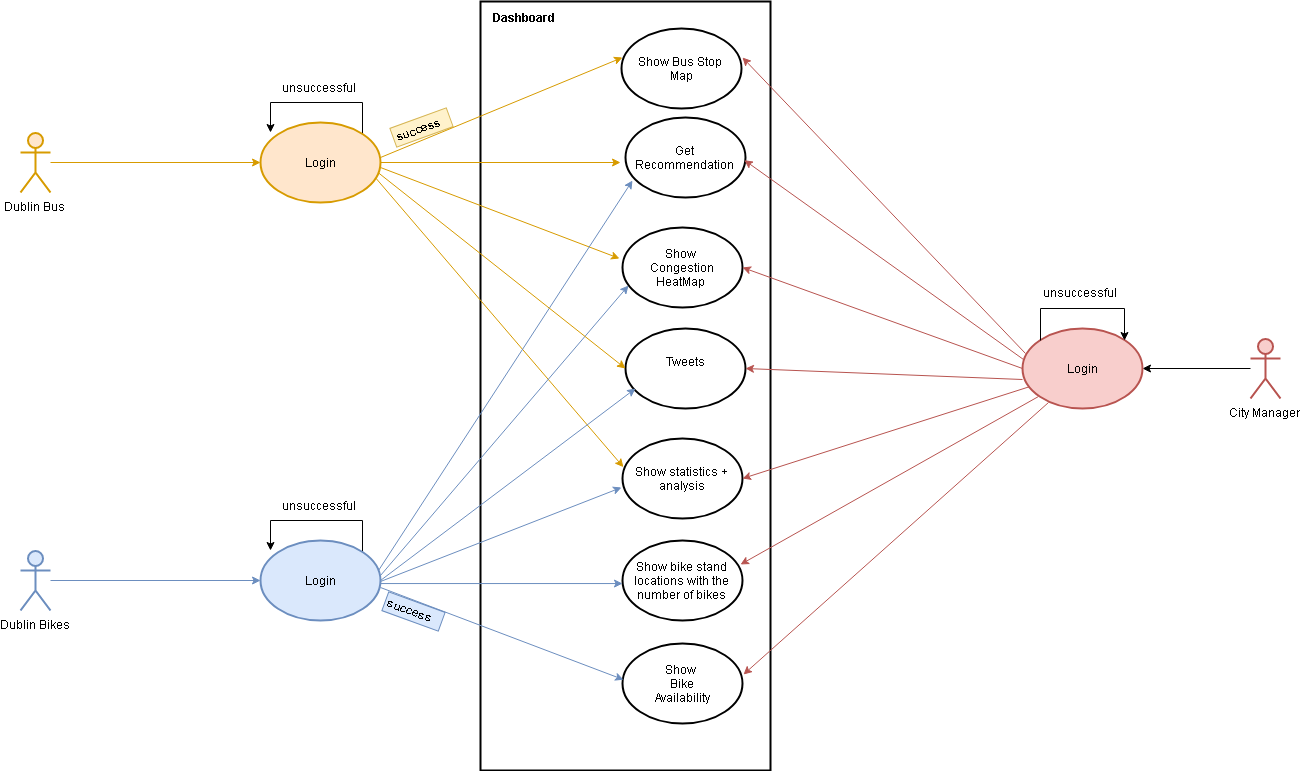 Dashboard
Show Bus Stop
Map
unsuccessful
success
Login
Dublin Bus
Get
Recommendation
Show
Congestion
HeatMap
unsuccessful
Login
City Manager
Tweets
Show statistics +
analysis
unsuccessful
Login
Dublin Bikes
success
Show bike stand
locations with the
number of bikes
Show
Bike
Availability